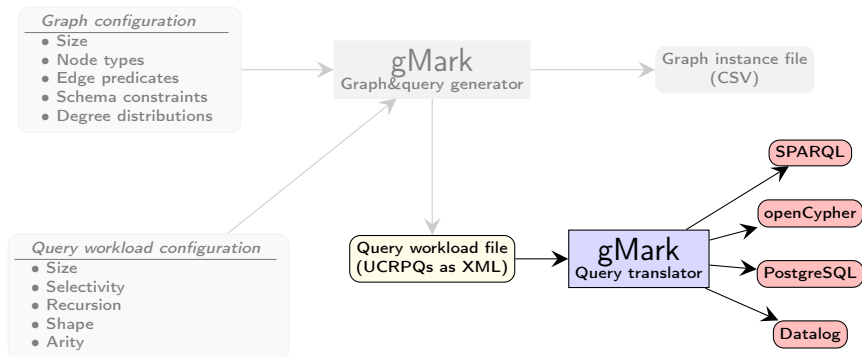 Graph configuration
• Size
• Node types
• Edge predicates
• Schema constraints
• Degree distributions
gMark
Graph&query generator
Graph instance file
(CSV)
Query workload configuration
• Size
• Selectivity
• Recursion
• Shape
• Arity
Query workload file
(UCRPQs as XML)
gMark
Query translator
SPARQL
openCypher
PostgreSQL
Datalog